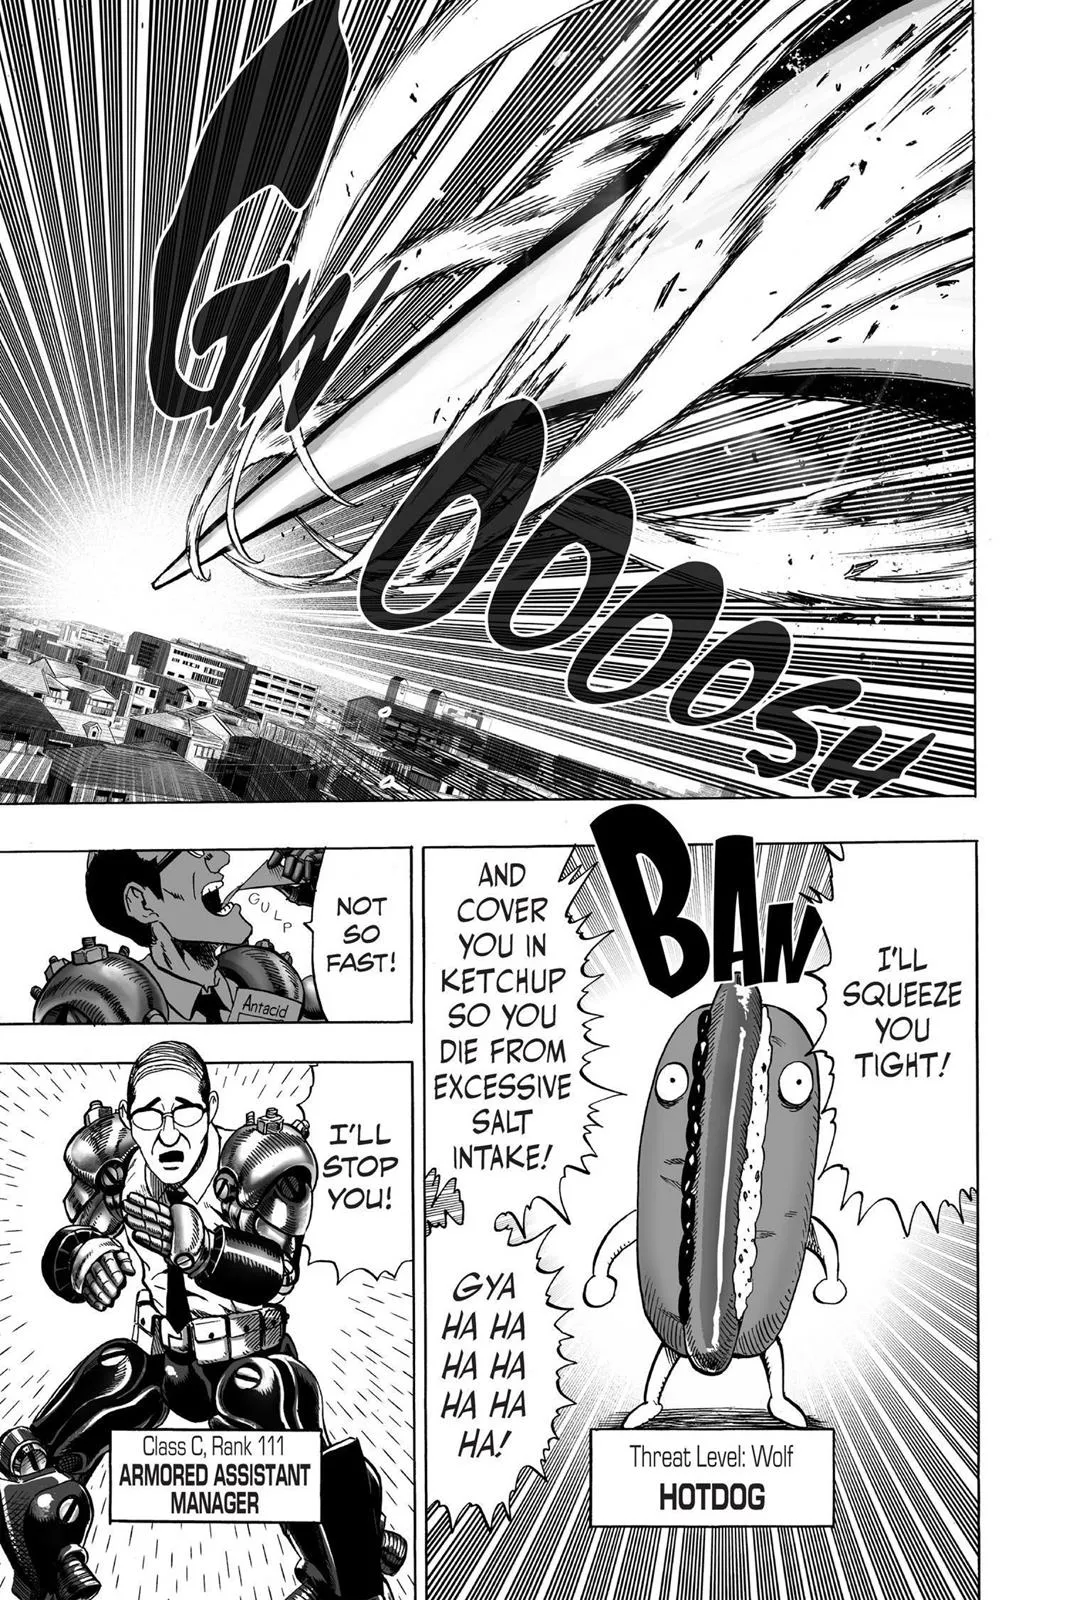 GWOOOOSH
BAM
I'LL
SQUEEZE
YOU
TIGHT!
AND
COVER
YOU IN
KETCHUP
SO YOU
DIE FROM
EXCESSIVE
SALT
INTAKE!
GYA
HA HA
HA HA
HA HA
HA!
Threat Level: Wolf
HOTDOG
NOT
SO
FAST!
GULP
Antacid
I'LL
STOP
YOU!
Class C, Rank 111
ARMORED ASSISTANT
MANAGER